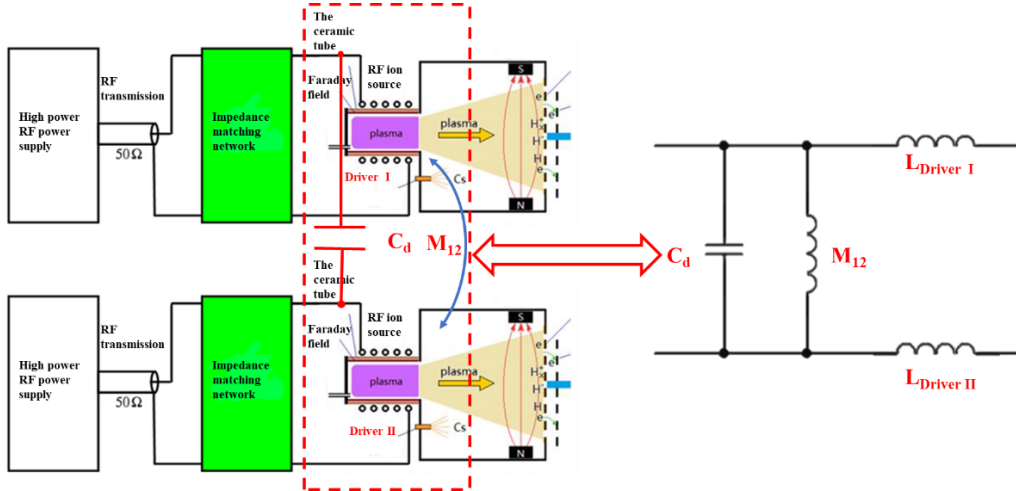 The
ceramic
tube
RF
transmission
Faraday
field
RF ion
source
High power
RF power
supply
50Ω
Impedance
matching
network
plasma
plasma
S
e
e
H⁺ₓ
H⁻
H
e
Driver I
Cs
N
C_d
M₁₂
The
ceramic
tube
RF
transmission
Faraday
field
RF ion
source
High power
RF power
supply
50Ω
Impedance
matching
network
plasma
plasma
S
e
e
H⁺ₓ
H⁻
H
e
Driver II
Cs
N
L_Driver I
C_d
M₁₂
L_Driver II